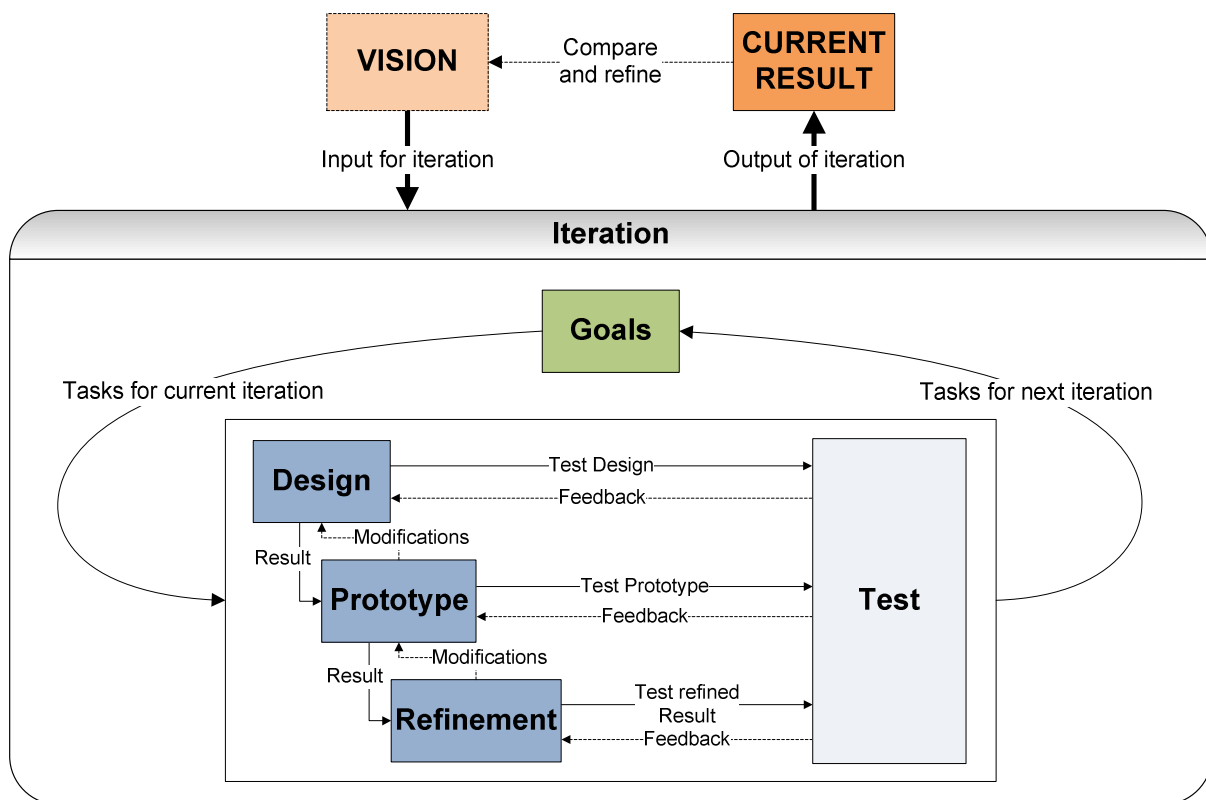 VISION
Compare
and refine
CURRENT
RESULT
Input for iteration
Output of iteration
Iteration
Goals
Tasks for current iteration
Tasks for next iteration
Design
Test Design
Feedback
Result
Modifications
Prototype
Test Prototype
Feedback
Test
Result
Modifications
Refinement
Test refined
Result
Feedback